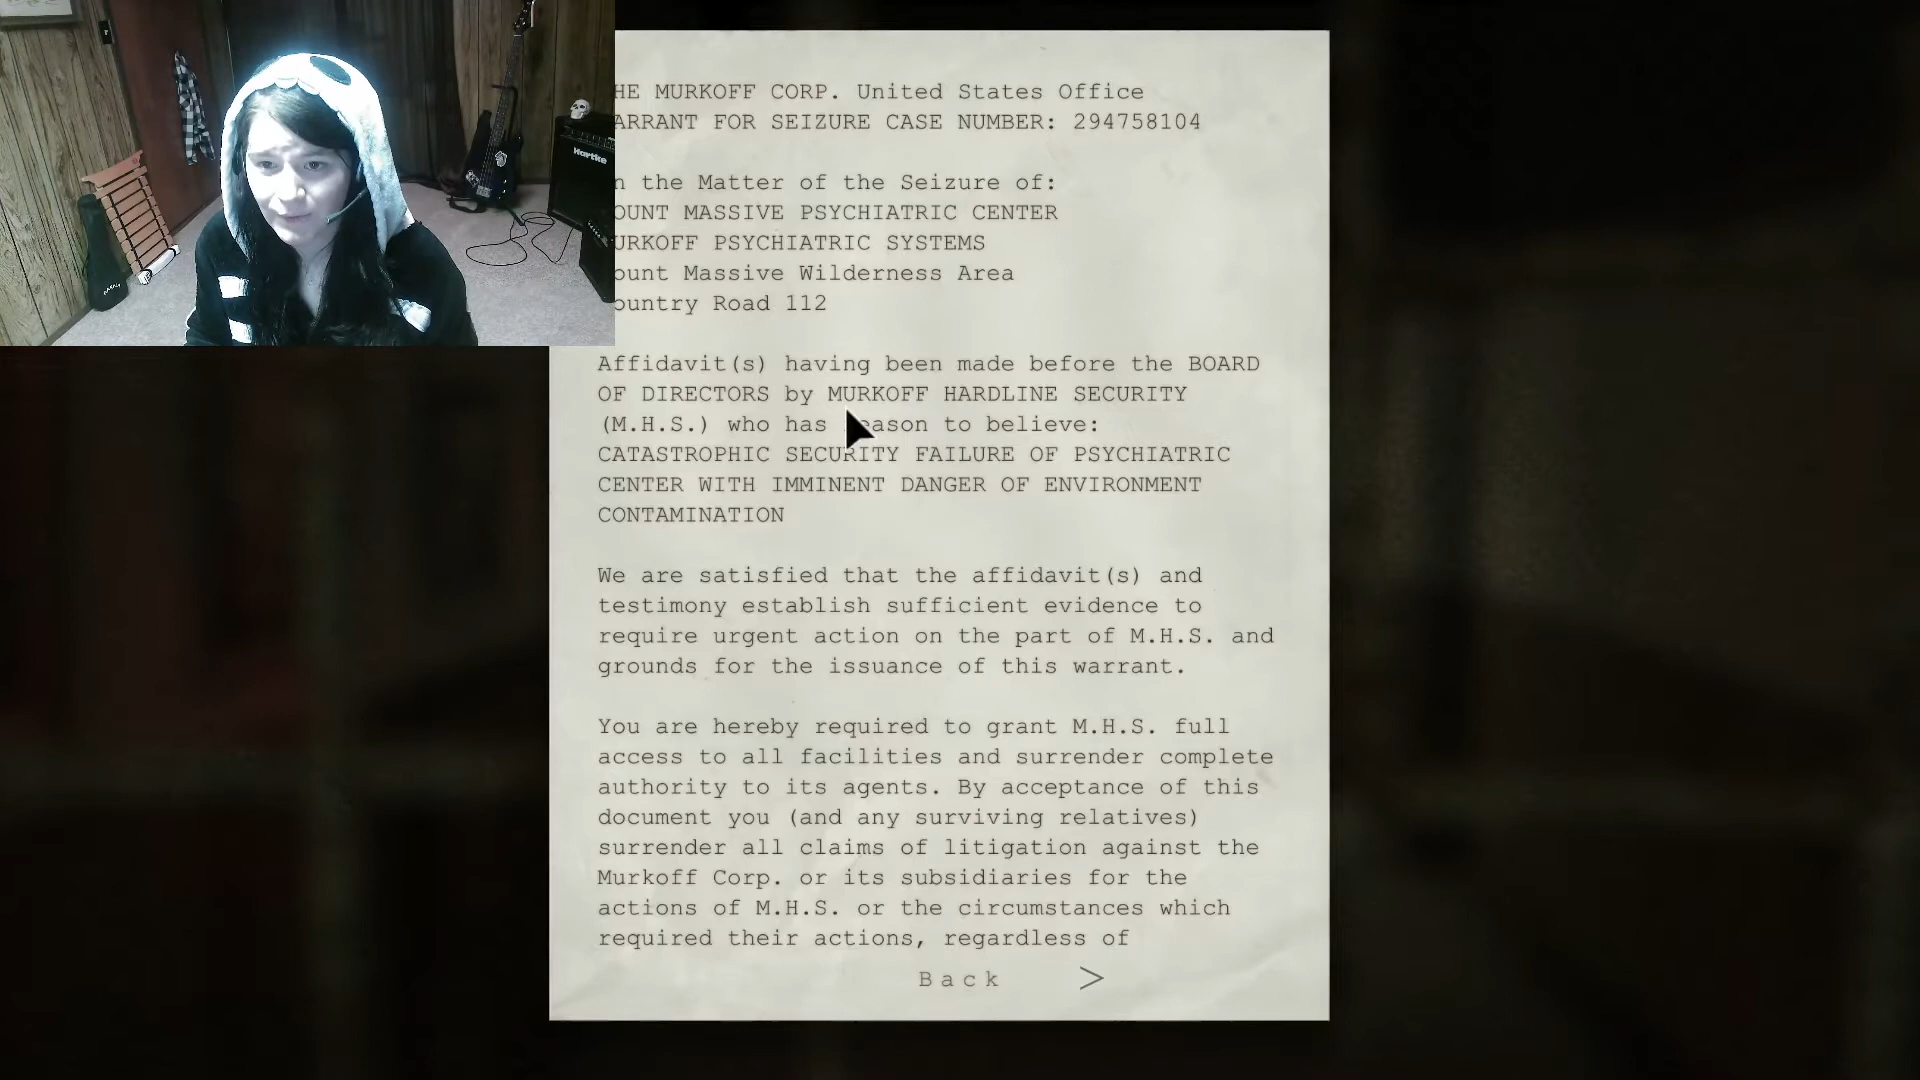 HE MURKOFF CORP. United States Office
ARRANT FOR SEIZURE CASE NUMBER: 294758104
n the Matter of the Seizure of:
OUNT MASSIVE PSYCHIATRIC CENTER
URKOFF PSYCHIATRIC SYSTEMS
ount Massive Wilderness Area
ountry Road 112
Affidavit(s) having been made before the BOARD
OF DIRECTORS by MURKOFF HARDLINE SECURITY
(M.H.S.) who has eason to believe:
CATASTROPHIC SECURITY FAILURE OF PSYCHIATRIC
CENTER WITH IMMINENT DANGER OF ENVIRONMENT
CONTAMINATION
We are satisfied that the affidavit(s) and
testimony establish sufficient evidence to
require urgent action on the part of M.H.S. and
grounds for the issuance of this warrant.
You are hereby required to grant M.H.S. full
access to all facilities and surrender complete
authority to its agents. By acceptance of this
document you (and any surviving relatives)
surrender all claims of litigation against the
Murkoff Corp. or its subsidiaries for the
actions of M.H.S. or the circumstances which
required their actions, regardless of
Back >
Hartke